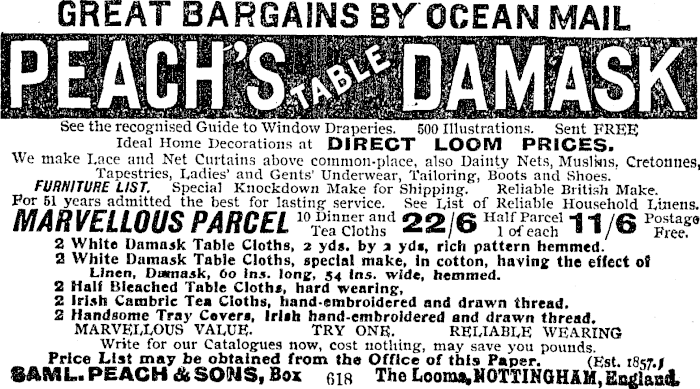 GREAT BARGAINS BY OCEAN MAIL
PEACH'S TABLE DAMASK
See the recognised Guide to Window Draperies. 500 Illustrations. Sent FREE
Ideal Home Decorations at DIRECT LOOM PRICES.
We make Lace and Net Curtains above common-place, also Dainty Nets, Muslins, Cretonnes,
Tapestries, Ladies' and Gents' Underwear, Tailoring, Boots and Shoes.
FURNITURE LIST. Special Knockdown Make for Shipping. Reliable British Make.
For 51 years admitted the best for lasting service. See List of Reliable Household Linens.
MARVELLOUS PARCEL 10 Dinner and Tea Cloths 22/6 Half Parcel 1 of each 11/6 Postage Free.
2 White Damask Table Cloths, 2 yds. by 2 yds, rich pattern hemmed.
2 White Damask Table Cloths, special make, in cotton, having the effect of
Linen, Damask, 60 ins. long, 54 ins. wide, hemmed.
2 Half Bleached Table Cloths, hard wearing,
2 Irish Cambric Tea Cloths, hand-embroidered and drawn thread.
2 Handsome Tray Covers, Irish hand-embroidered and drawn thread.
MARVELLOUS VALUE. TRY ONE. RELIABLE WEARING
Write for our Catalogues now, cost nothing, may save you pounds.
Price List may be obtained from the Office of this Paper. (Est. 1857.)
SAML. PEACH & SONS, Box 618 The Looms, NOTTINGHAM, England.